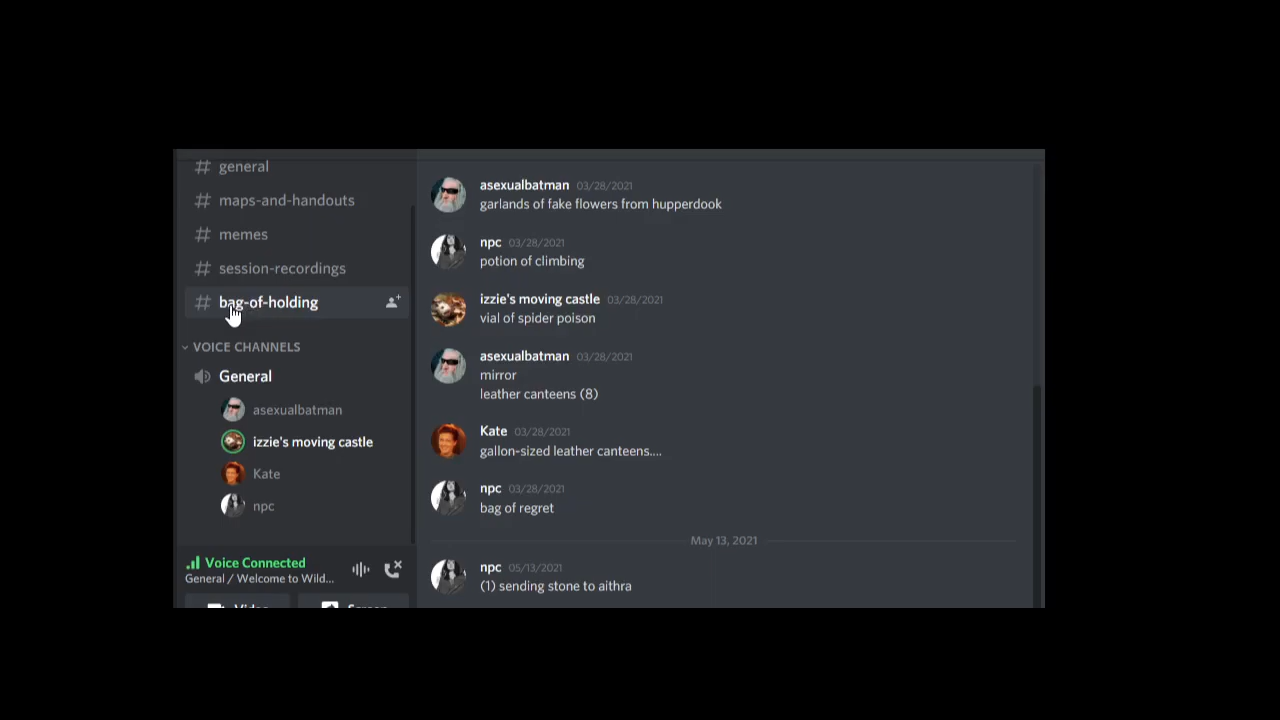 # general
# maps-and-handouts
# memes
# session-recordings
# bag-of-holding
VOICE CHANNELS
General
asexualbatman
izzie's moving castle
Kate
npc
Voice Connected
General / Welcome to Wild...
Video
Screen
asexualbatman 03/28/2021
garlands of fake flowers from hupperdook
npc 03/28/2021
potion of climbing
izzie's moving castle 03/28/2021
vial of spider poison
asexualbatman 03/28/2021
mirror
leather canteens (8)
Kate 03/28/2021
gallon-sized leather canteens....
npc 03/28/2021
bag of regret
May 13, 2021
npc 05/13/2021
(1) sending stone to aithra